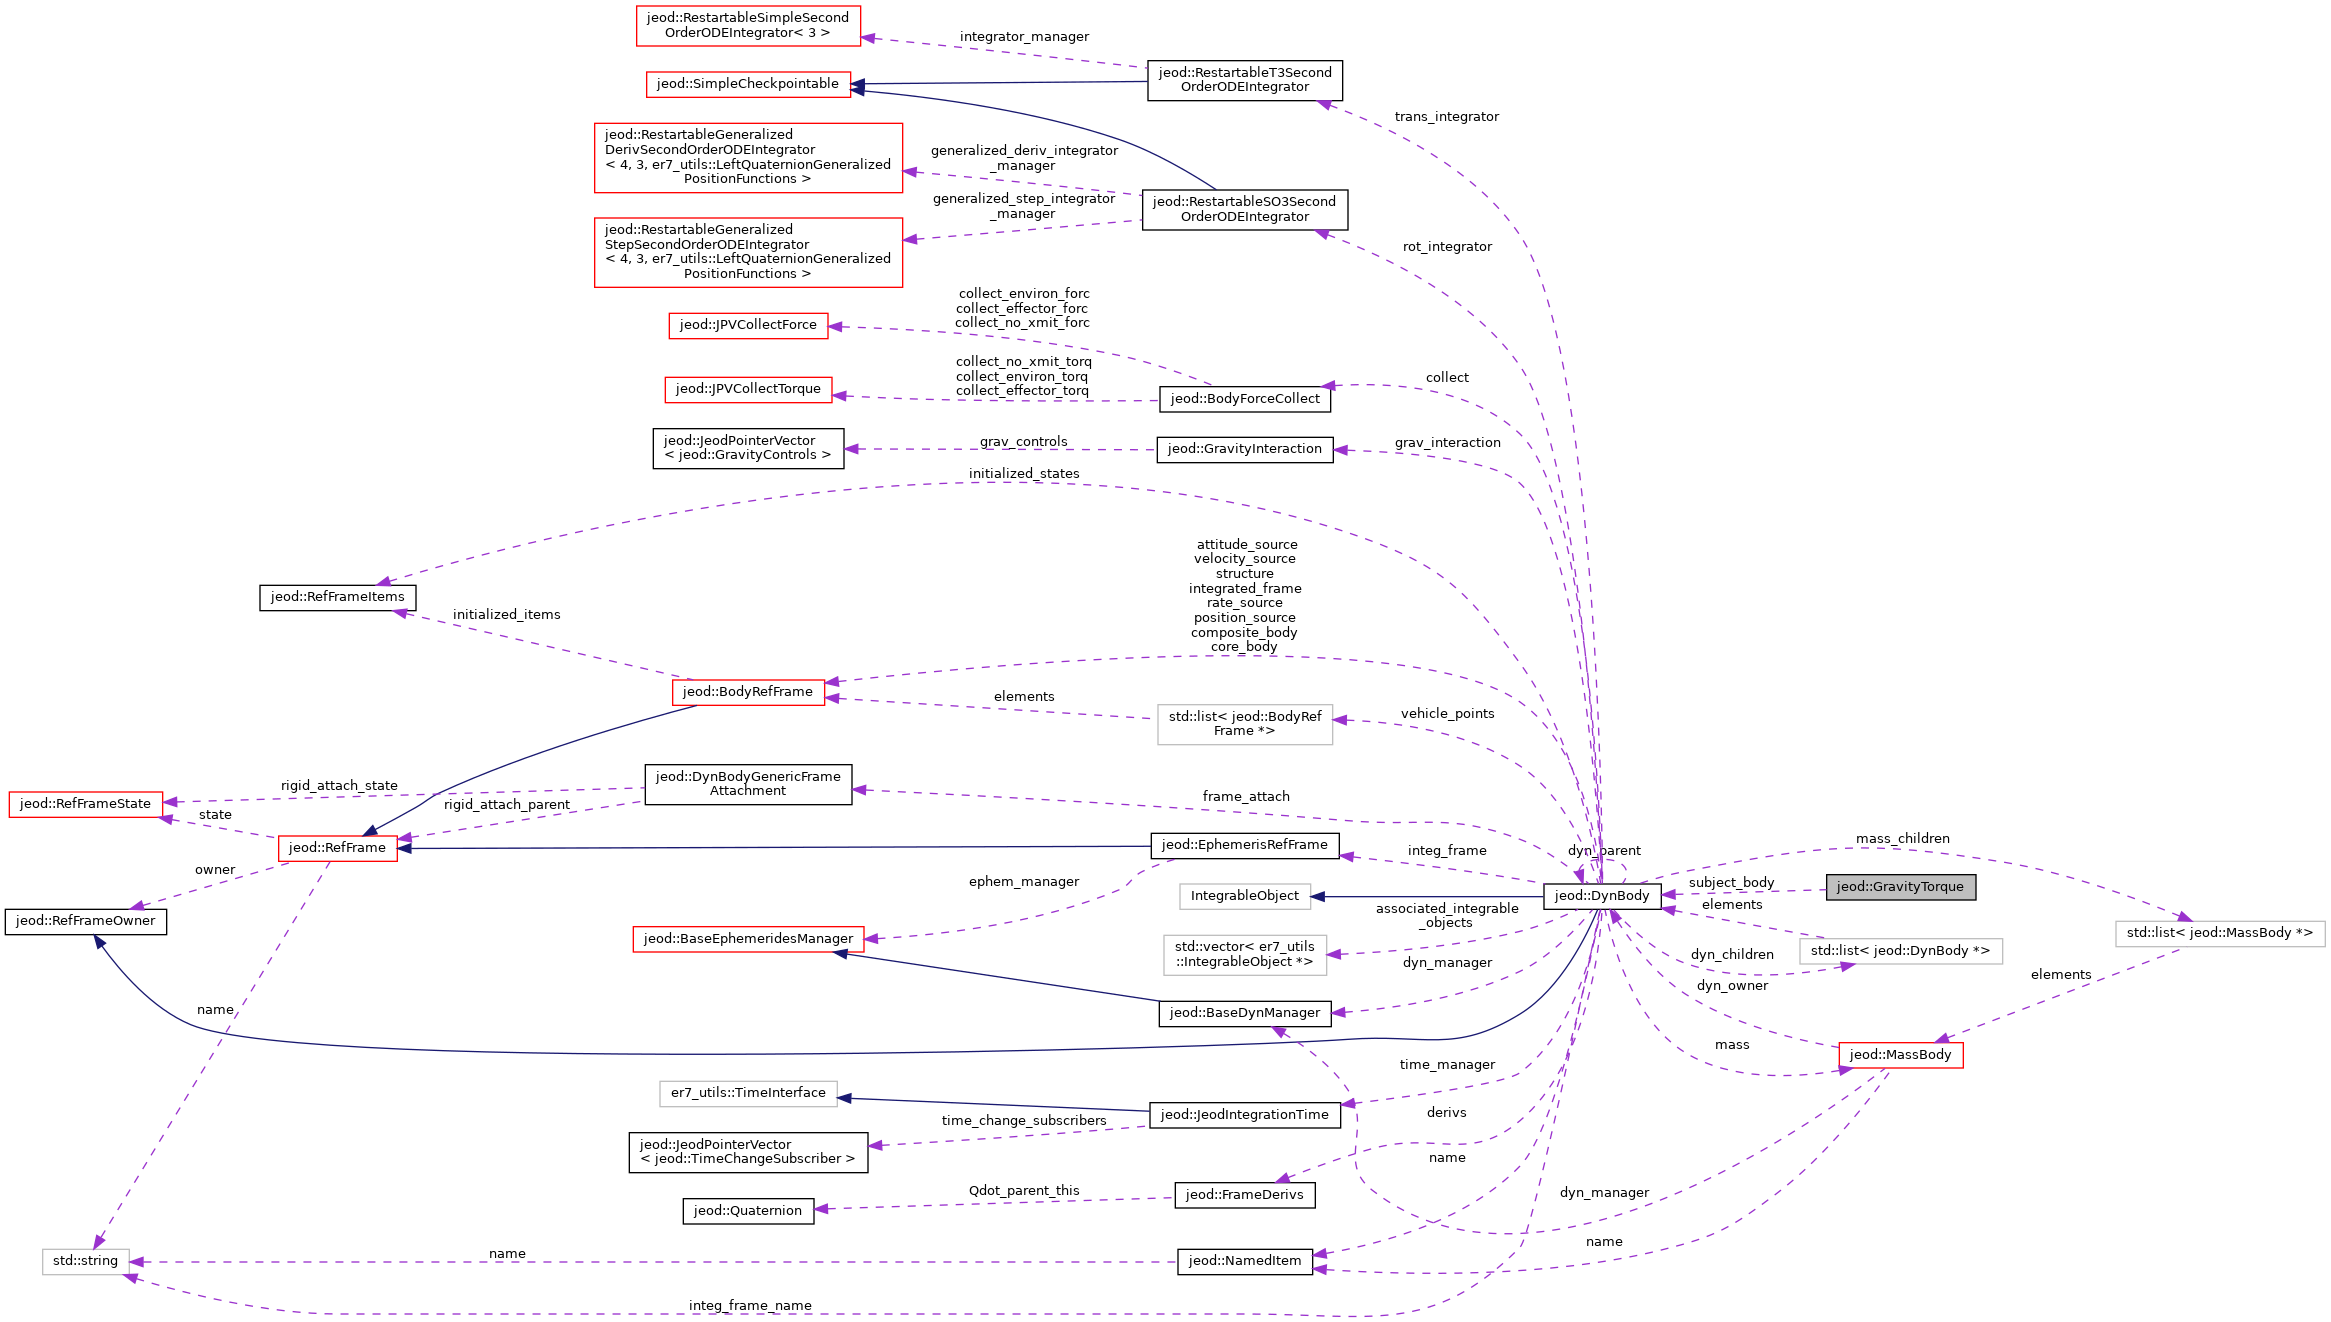 jeod::RestartableSimpleSecond
OrderODEIntegrator< 3 >
integrator_manager
jeod::RestartableT3Second
OrderODEIntegrator
jeod::SimpleCheckpointable
trans_integrator
jeod::RestartableGeneralized
DerivSecondOrderODEIntegrator
< 4, 3, er7_utils::LeftQuaternionGeneralized
PositionFunctions >
generalized_deriv_integrator
_manager
jeod::RestartableSO3Second
OrderODEIntegrator
generalized_step_integrator
_manager
jeod::RestartableGeneralized
StepSecondOrderODEIntegrator
< 4, 3, er7_utils::LeftQuaternionGeneralized
PositionFunctions >
rot_integrator
collect_environ_forc
collect_effector_forc
collect_no_xmit_forc
jeod::JPVCollectForce
collect_no_xmit_torq
collect_environ_torq
collect_effector_torq
jeod::JPVCollectTorque
collect
jeod::BodyForceCollect
jeod::JeodPointerVector
< jeod::GravityControls >
grav_controls
jeod::GravityInteraction
grav_interaction
initialized_states
attitude_source
velocity_source
structure
integrated_frame
rate_source
position_source
composite_body
core_body
jeod::RefFrameItems
initialized_items
jeod::BodyRefFrame
elements
std::list< jeod::BodyRef
Frame *>
vehicle_points
jeod::DynBodyGenericFrame
Attachment
rigid_attach_state
jeod::RefFrameState
rigid_attach_parent
state
frame_attach
jeod::RefFrame
jeod::EphemerisRefFrame
integ_frame
dyn_parent
mass_children
owner
ephem_manager
subject_body
jeod::GravityTorque
jeod::RefFrameOwner
IntegrableObject
jeod::DynBody
elements
associated_integrable
_objects
jeod::BaseEphemeridesManager
std::vector< er7_utils
::IntegrableObject *>
std::list< jeod::DynBody *>
std::list< jeod::MassBody *>
dyn_manager
dyn_children
elements
dyn_owner
name
jeod::BaseDynManager
mass
jeod::MassBody
time_manager
er7_utils::TimeInterface
jeod::JeodIntegrationTime
derivs
time_change_subscribers
jeod::JeodPointerVector
< jeod::TimeChangeSubscriber >
name
Qdot_parent_this
jeod::FrameDerivs
dyn_manager
jeod::Quaternion
name
std::string
name
jeod::NamedItem
integ_frame_name